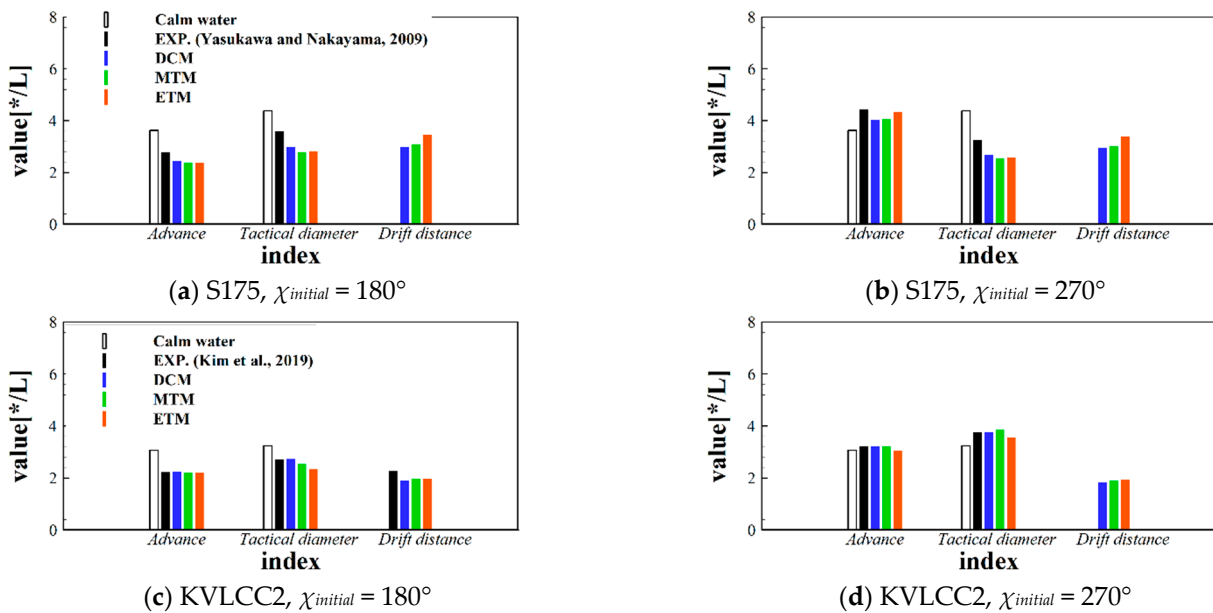 8
6
4
2
0
value[*/L]
Calm water
EXP. (Yasukawa and Nakayama, 2009)
DCM
MTM
ETM
Advance Tactical diameter Drift distance
index
(a) S175, χinitial = 180°
8
6
4
2
0
value[*/L]
Advance Tactical diameter Drift distance
index
(b) S175, χinitial = 270°
8
6
4
2
0
value[*/L]
Calm water
EXP. (Kim et al., 2019)
DCM
MTM
ETM
Advance Tactical diameter Drift distance
index
(c) KVLCC2, χinitial = 180°
8
6
4
2
0
value[*/L]
Advance Tactical diameter Drift distance
index
(d) KVLCC2, χinitial = 270°